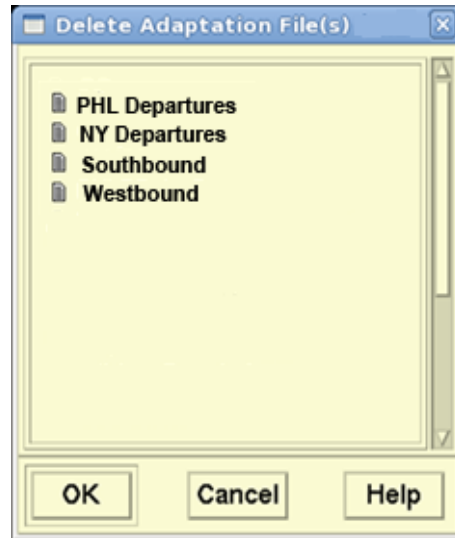 Delete Adaptation File(s)
PHL Departures
NY Departures
Southbound
Westbound
OK Cancel Help